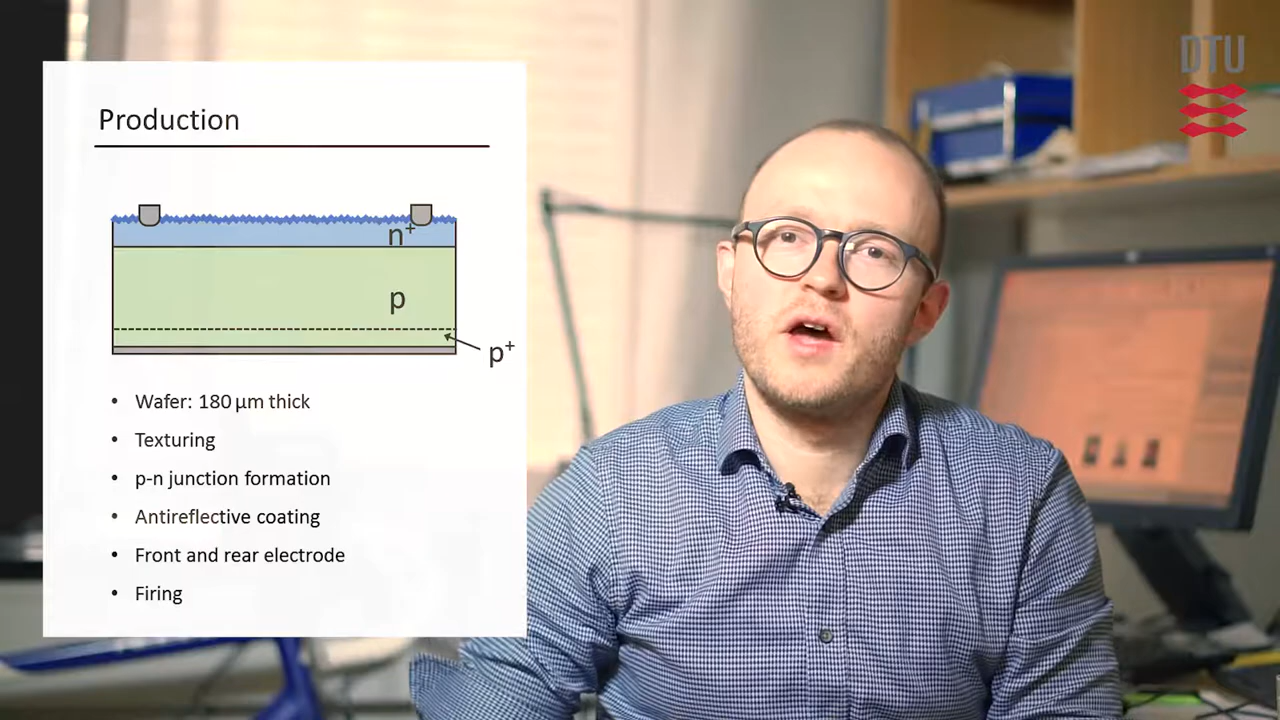 Production
n⁺
p
p⁺
• Wafer: 180 µm thick
• Texturing
• p-n junction formation
• Antireflective coating
• Front and rear electrode
• Firing
DTU